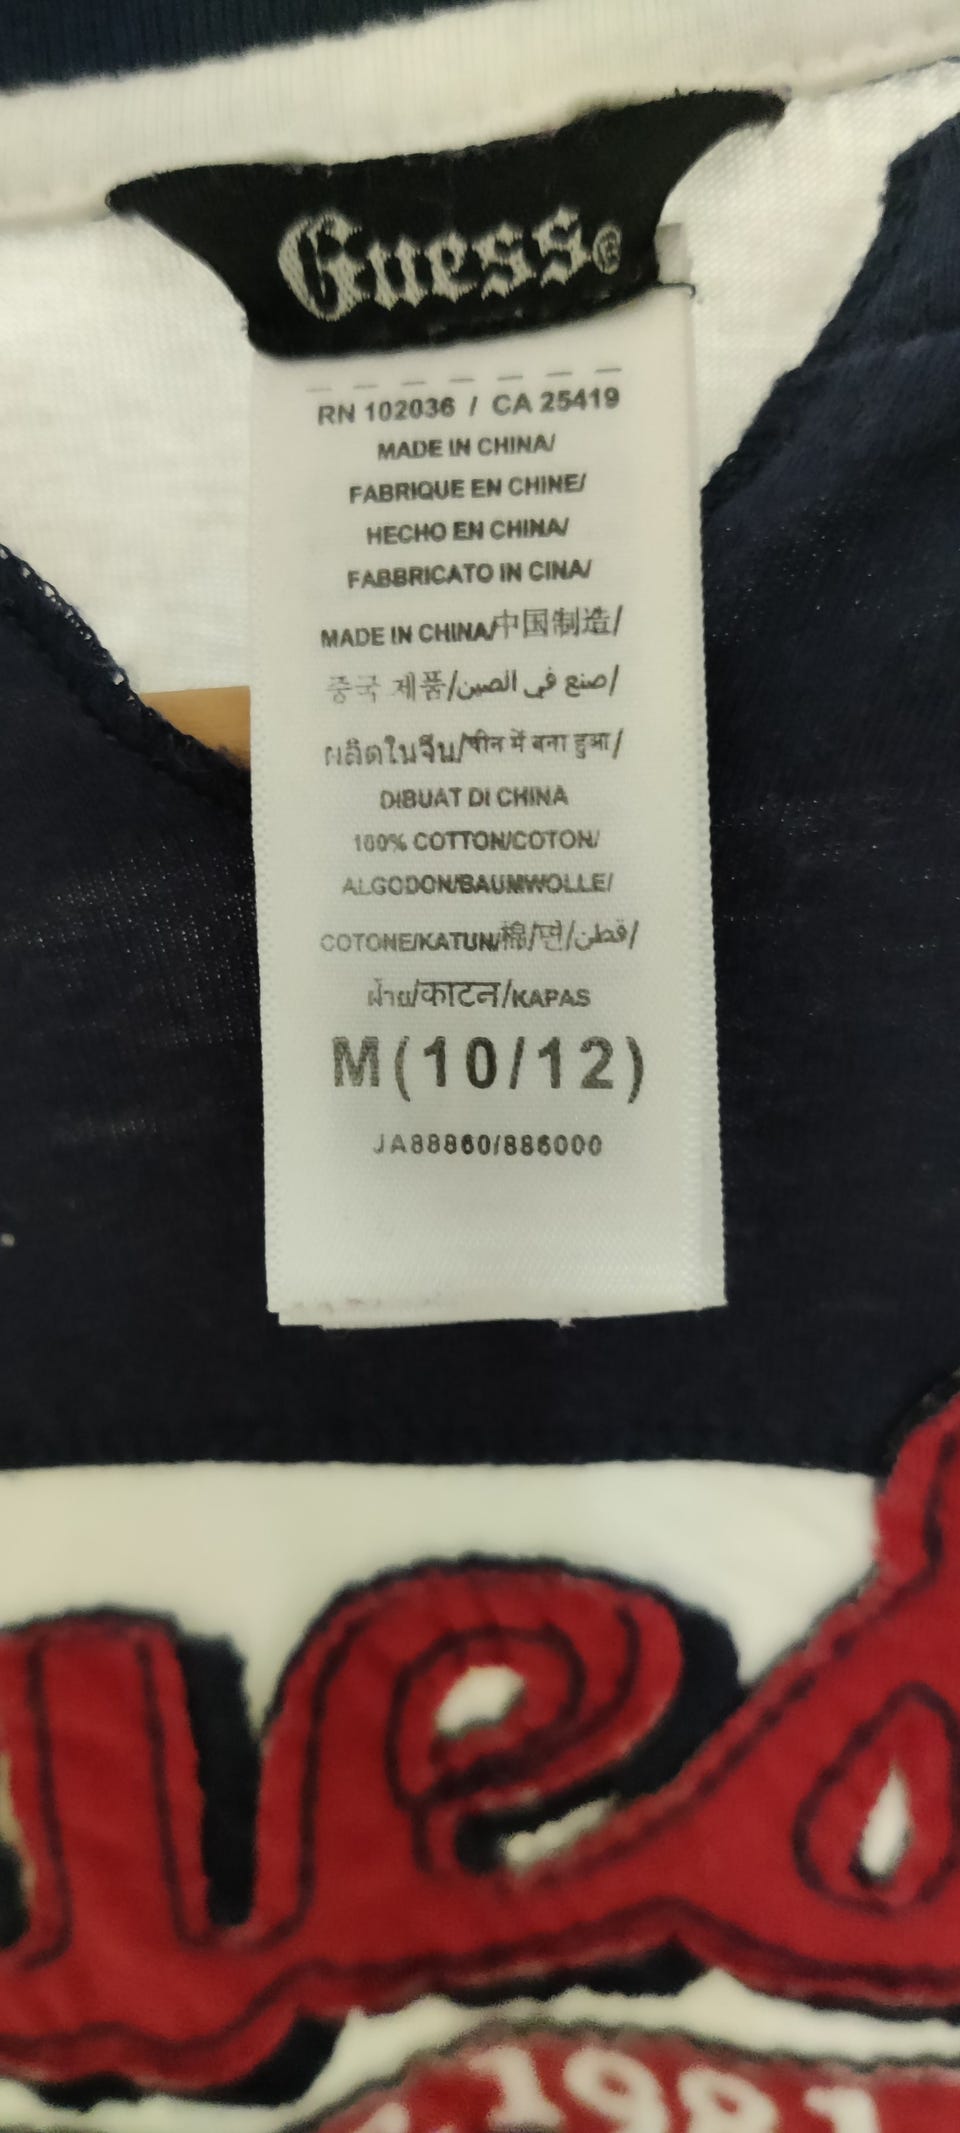 Guess®
RN 102036 / CA 25419
MADE IN CHINA/
FABRIQUE EN CHINE/
HECHO EN CHINA/
FABBRICATO IN CINA/
MADE IN CHINA/中国制造/
중국 제품/صنع في الصين/
ผลิตในจีน/चीन में बना हुआ/
DIBUAT DI CHINA
100% COTTON/COTON/
ALGODON/BAUMWOLLE/
COTONE/KATUN/棉/면/قطن/
ฝ้าย/काटन/KAPAS
M(10/12)
JA88860/886000
ues
1981